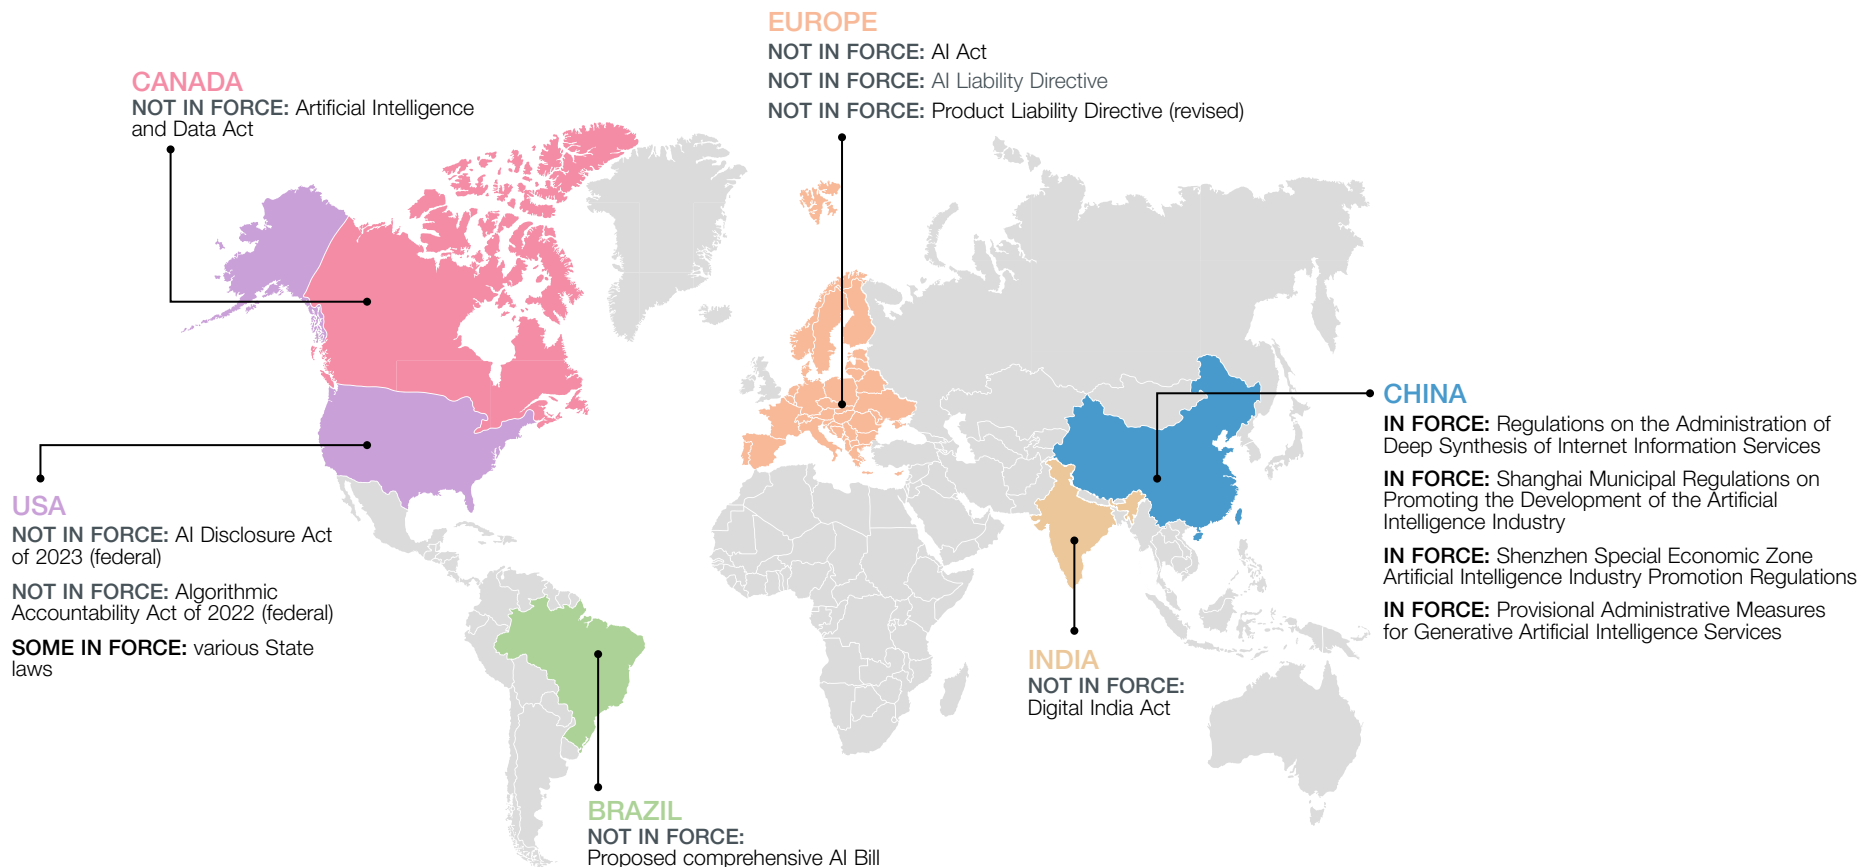 EUROPE
NOT IN FORCE: AI Act
NOT IN FORCE: AI Liability Directive
NOT IN FORCE: Product Liability Directive (revised)
CANADA
NOT IN FORCE: Artificial Intelligence
and Data Act
USA
NOT IN FORCE: AI Disclosure Act
of 2023 (federal)
NOT IN FORCE: Algorithmic
Accountability Act of 2022 (federal)
SOME IN FORCE: various State
laws
BRAZIL
NOT IN FORCE:
Proposed comprehensive AI Bill
INDIA
NOT IN FORCE:
Digital India Act
CHINA
IN FORCE: Regulations on the Administration of
Deep Synthesis of Internet Information Services
IN FORCE: Shanghai Municipal Regulations on
Promoting the Development of the Artificial
Intelligence Industry
IN FORCE: Shenzhen Special Economic Zone
Artificial Intelligence Industry Promotion Regulations
IN FORCE: Provisional Administrative Measures
for Generative Artificial Intelligence Services